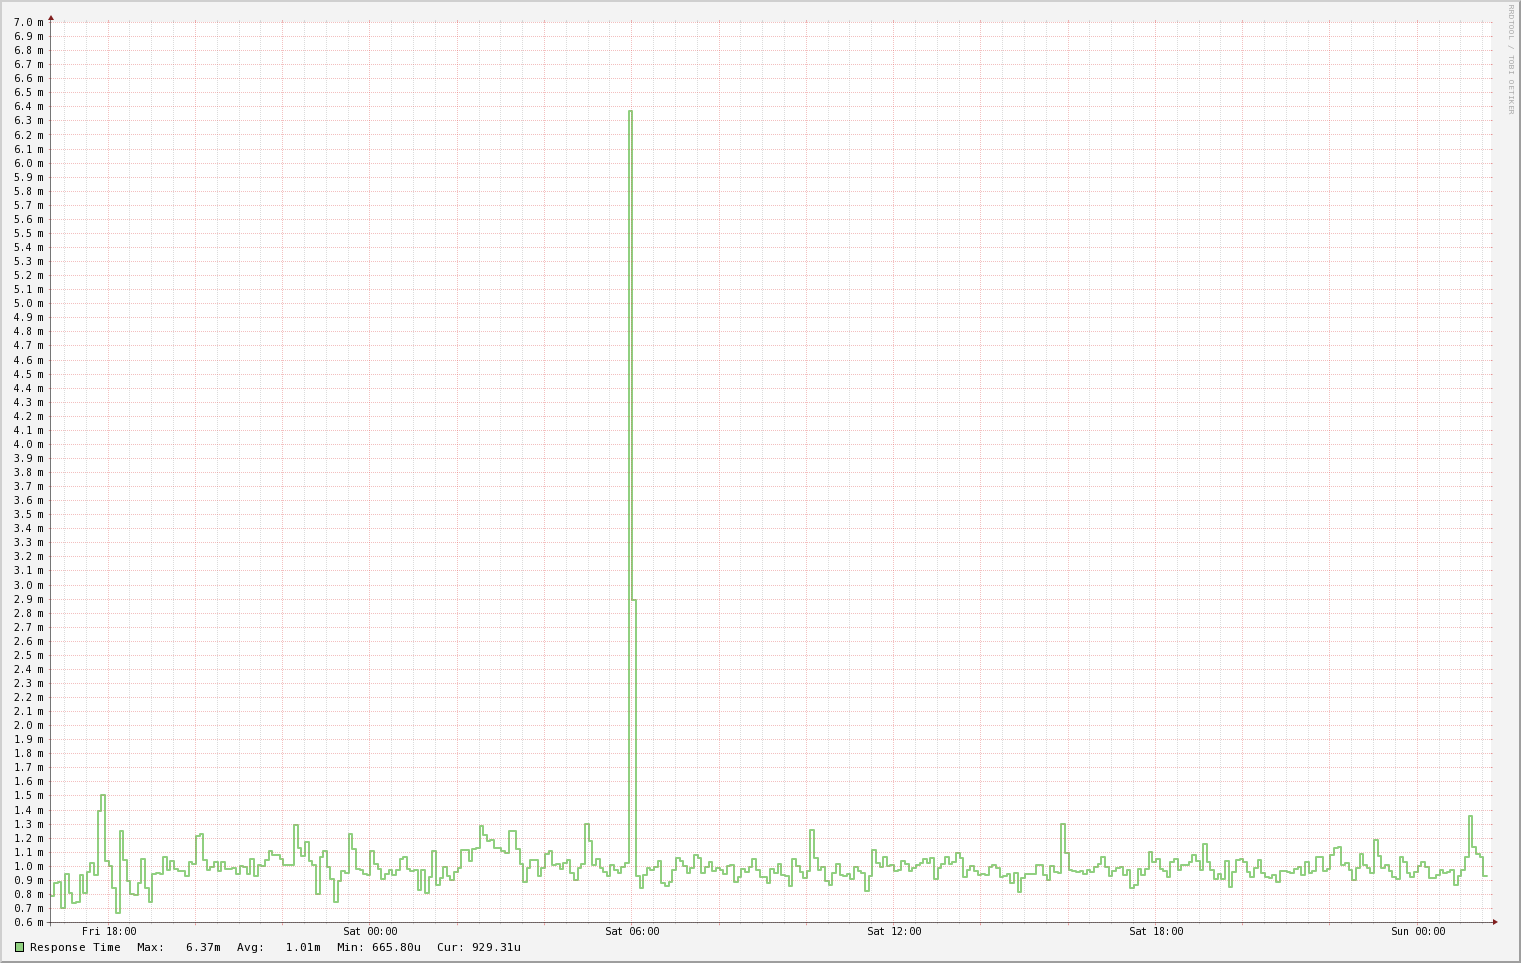 7.0 m
6.9 m
6.8 m
6.7 m
6.6 m
6.5 m
6.4 m
6.3 m
6.2 m
6.1 m
6.0 m
5.9 m
5.8 m
5.7 m
5.6 m
5.5 m
5.4 m
5.3 m
5.2 m
5.1 m
5.0 m
4.9 m
4.8 m
4.7 m
4.6 m
4.5 m
4.4 m
4.3 m
4.2 m
4.1 m
4.0 m
3.9 m
3.8 m
3.7 m
3.6 m
3.5 m
3.4 m
3.3 m
3.2 m
3.1 m
3.0 m
2.9 m
2.8 m
2.7 m
2.6 m
2.5 m
2.4 m
2.3 m
2.2 m
2.1 m
2.0 m
1.9 m
1.8 m
1.7 m
1.6 m
1.5 m
1.4 m
1.3 m
1.2 m
1.1 m
1.0 m
0.9 m
0.8 m
0.7 m
0.6 m
Fri 18:00 Sat 00:00 Sat 06:00 Sat 12:00 Sat 18:00 Sun 00:00
Response Time Max: 6.37m Avg: 1.01m Min: 665.80u Cur: 929.31u
RRDTOOL / TOBI OETIKER